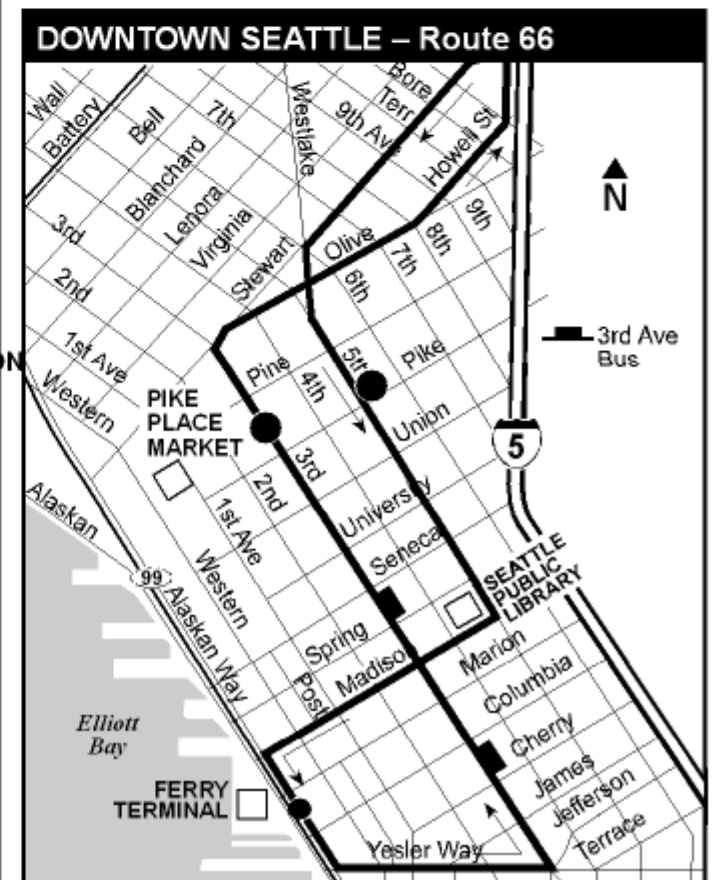 DOWNTOWN SEATTLE – Route 66
Wall
Battery
Bell
Blanchard
Lenora
Virginia
Stewart
7th
Westlake
Bore
Terr
9th Ave
Howell St
Olive
9th
8th
7th
6th
5th
4th
3rd
2nd
1st Ave
Western
N
3rd
2nd
1st Ave
Western
Alaskan
99
Alaskan Way
PIKE
PLACE
MARKET
Pine
Pike
Union
University
Seneca
Spring
Madiso
Post
Marion
Columbia
Cherry
James
Jefferson
Terrace
Yesler Way
SEATTLE
PUBLIC
LIBRARY
5
3rd Ave
Bus
Elliott
Bay
FERRY
TERMINAL
N